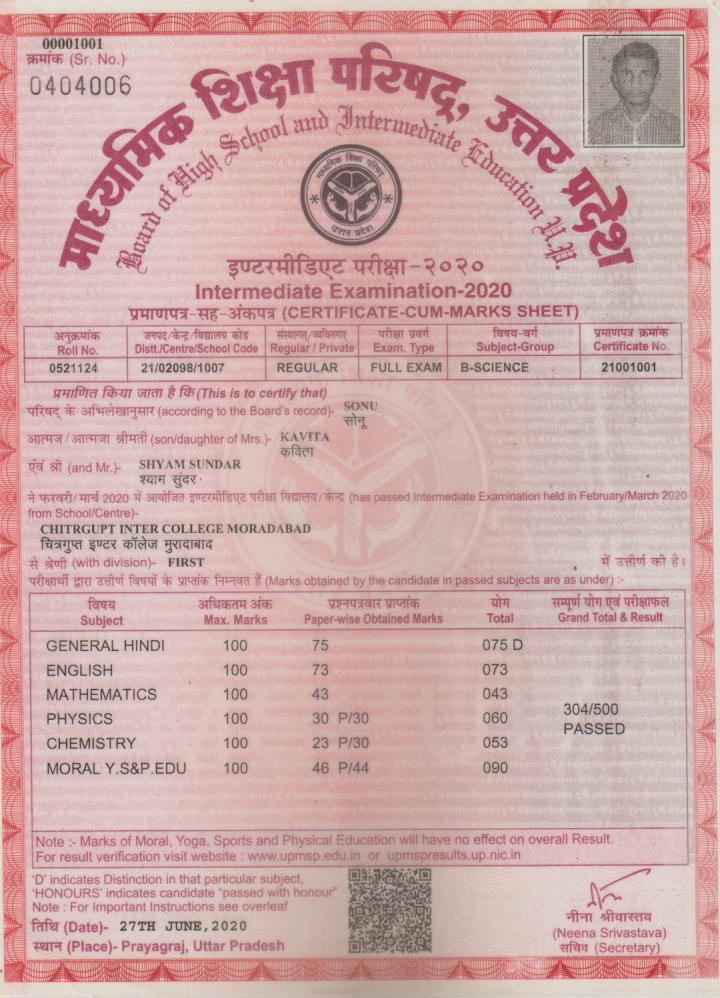 00001001
क्रमांक (Sr. No.)
0404006
माध्यमिक शिक्षा परिषद्, उत्तर प्रदेश
Board of High School and Intermediate Education U.P.
माध्यमिक शिक्षा परिषद्
उत्तर प्रदेश
इण्टरमीडिएट परीक्षा-२०२०
Intermediate Examination-2020
प्रमाणपत्र-सह-अंकपत्र (CERTIFICATE-CUM-MARKS SHEET)
अनुक्रमांक जनपद/केन्द्र/विद्यालय कोड संस्थागत/व्यक्तिगत परीक्षा प्रवर्ग विषय-वर्ग प्रमाणपत्र क्रमांक
Roll No. Distt./Centre/School Code Regular / Private Exam. Type Subject-Group Certificate No.
0521124 21/02098/1007 REGULAR FULL EXAM B-SCIENCE 21001001
प्रमाणित किया जाता है कि (This is to certify that)
परिषद् के अभिलेखानुसार (according to the Board's record)- SONU
सोनू
आत्मज/आत्मजा श्रीमती (son/daughter of Mrs.)- KAVITA
कविता
एवं श्री (and Mr.)- SHYAM SUNDAR
श्याम सुंदर
ने फरवरी/मार्च 2020 में आयोजित इण्टरमीडिएट परीक्षा विद्यालय/केन्द्र (has passed Intermediate Examination held in February/March 2020
from School/Centre)-
CHITRGUPT INTER COLLEGE MORADABAD
चित्रगुप्त इण्टर कॉलेज मुरादाबाद
से श्रेणी (with division)- FIRST में उत्तीर्ण की है।
परीक्षार्थी द्वारा उत्तीर्ण विषयों के प्राप्तांक निम्नवत हैं (Marks obtained by the candidate in passed subjects are as under) :-
विषय अधिकतम अंक प्रश्नपत्रवार प्राप्तांक योग सम्पूर्ण योग एवं परीक्षाफल
Subject Max. Marks Paper-wise Obtained Marks Total Grand Total & Result
GENERAL HINDI 100 75 075 D
ENGLISH 100 73 073
MATHEMATICS 100 43 043
PHYSICS 100 30 P/30 060
304/500
PASSED
CHEMISTRY 100 23 P/30 053
MORAL Y.S&P.EDU 100 46 P/44 090
Note :- Marks of Moral, Yoga, Sports and Physical Education will have no effect on overall Result.
For result verification visit website : www.upmsp.edu.in or upmspresults.up.nic.in
'D' indicates Distinction in that particular subject,
'HONOURS' indicates candidate "passed with honour"
Note : For Important Instructions see overleaf
तिथि (Date)- 27TH JUNE,2020
स्थान (Place)- Prayagraj, Uttar Pradesh
नीना श्रीवास्तव
(Neena Srivastava)
सचिव (Secretary)